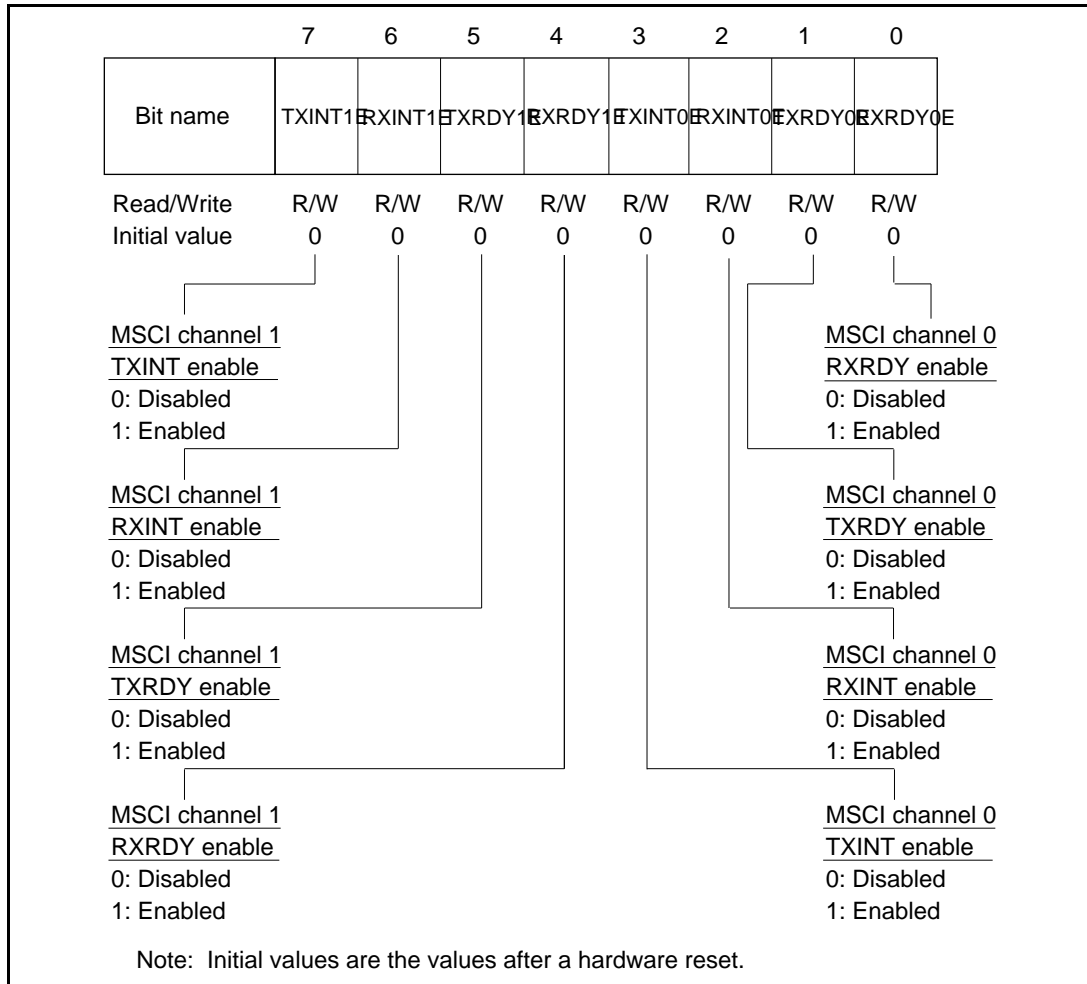 7 6 5 4 3 2 1 0
Bit name TXINT1E RXINT1E TXRDY1E RXRDY1E TXINT0E RXINT0E TXRDY0E RXRDY0E
Read/Write R/W R/W R/W R/W R/W R/W R/W R/W
Initial value 0 0 0 0 0 0 0 0
MSCI channel 1
TXINT enable
0: Disabled
1: Enabled
MSCI channel 0
RXRDY enable
0: Disabled
1: Enabled
MSCI channel 1
RXINT enable
0: Disabled
1: Enabled
MSCI channel 0
TXRDY enable
0: Disabled
1: Enabled
MSCI channel 1
TXRDY enable
0: Disabled
1: Enabled
MSCI channel 0
RXINT enable
0: Disabled
1: Enabled
MSCI channel 1
RXRDY enable
0: Disabled
1: Enabled
MSCI channel 0
TXINT enable
0: Disabled
1: Enabled
Note: Initial values are the values after a hardware reset.